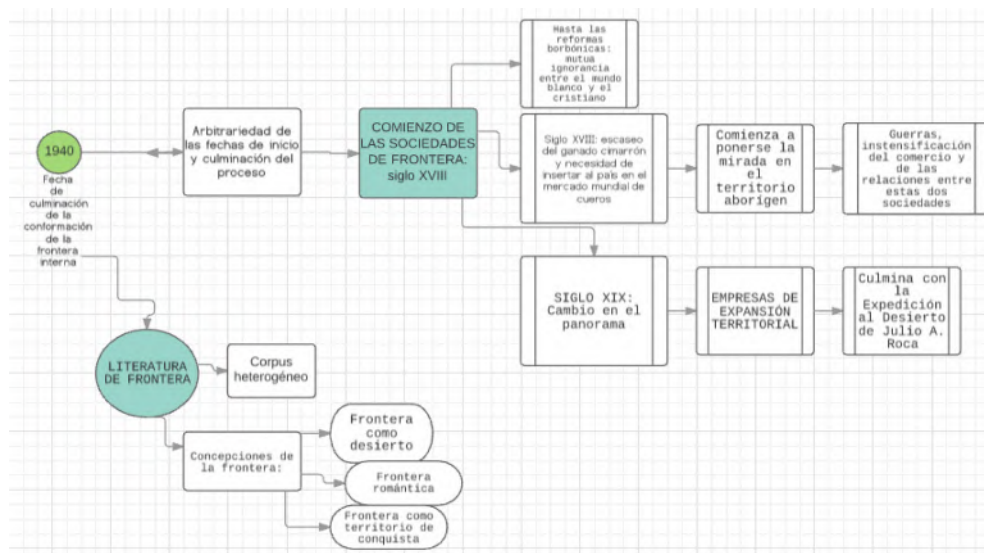 1940
Fecha
de
culminación
de la
conformación
de la
frontera
interna
Arbitrariedad de
las fechas de inicio
y culminación del
proceso
COMIENZO DE
LAS SOCIEDADES
DE FRONTERA:
siglo XVIII
Hasta las
reformas
borbónicas:
mutua
ignorancia
entre el mundo
blanco y el
cristiano
Siglo XVIII: escaseo
del ganado cimarrón
y necesidad de
insertar al país en el
mercado mundial de
cueros
Comienza a
ponerse la
mirada en
el
territorio
aborígen
Guerras,
instensificación
del comercio y
de las
relaciones entre
estas dos
sociedades
SIGLO XIX:
Cambio en el
panorama
EMPRESAS DE
EXPANSIÓN
TERRITORIAL
Culmina con
la
Expedición
al Desierto
de Julio A.
Roca
LITERATURA
DE FRONTERA
Corpus
heterogéneo
Concepciones de
la frontera:
Frontera
como
desierto
Frontera
romántica
Frontera como
territorio de
conquista